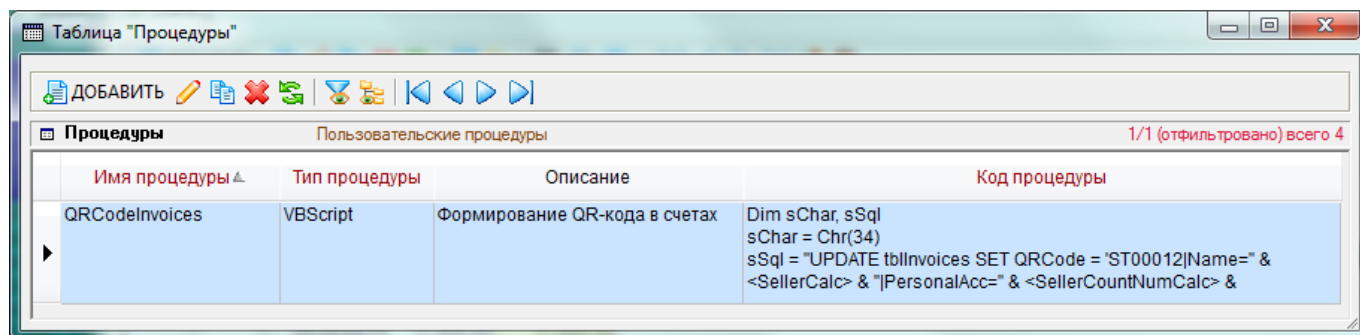 Таблица "Процедуры"
ДОБАВИТЬ
Процедуры Пользовательские процедуры 1/1 (отфильтровано) всего 4
Имя процедуры Тип процедуры Описание Код процедуры
QRCodeInvoices VBScript Формирование QR-кода в счетах Dim sChar, sSql
sChar = Chr(34)
sSql = "UPDATE tblInvoices SET QRCode = 'ST00012|Name=" &
<SellerCalc> & "|PersonalAcc=" & <SellerCountNumCalc> &